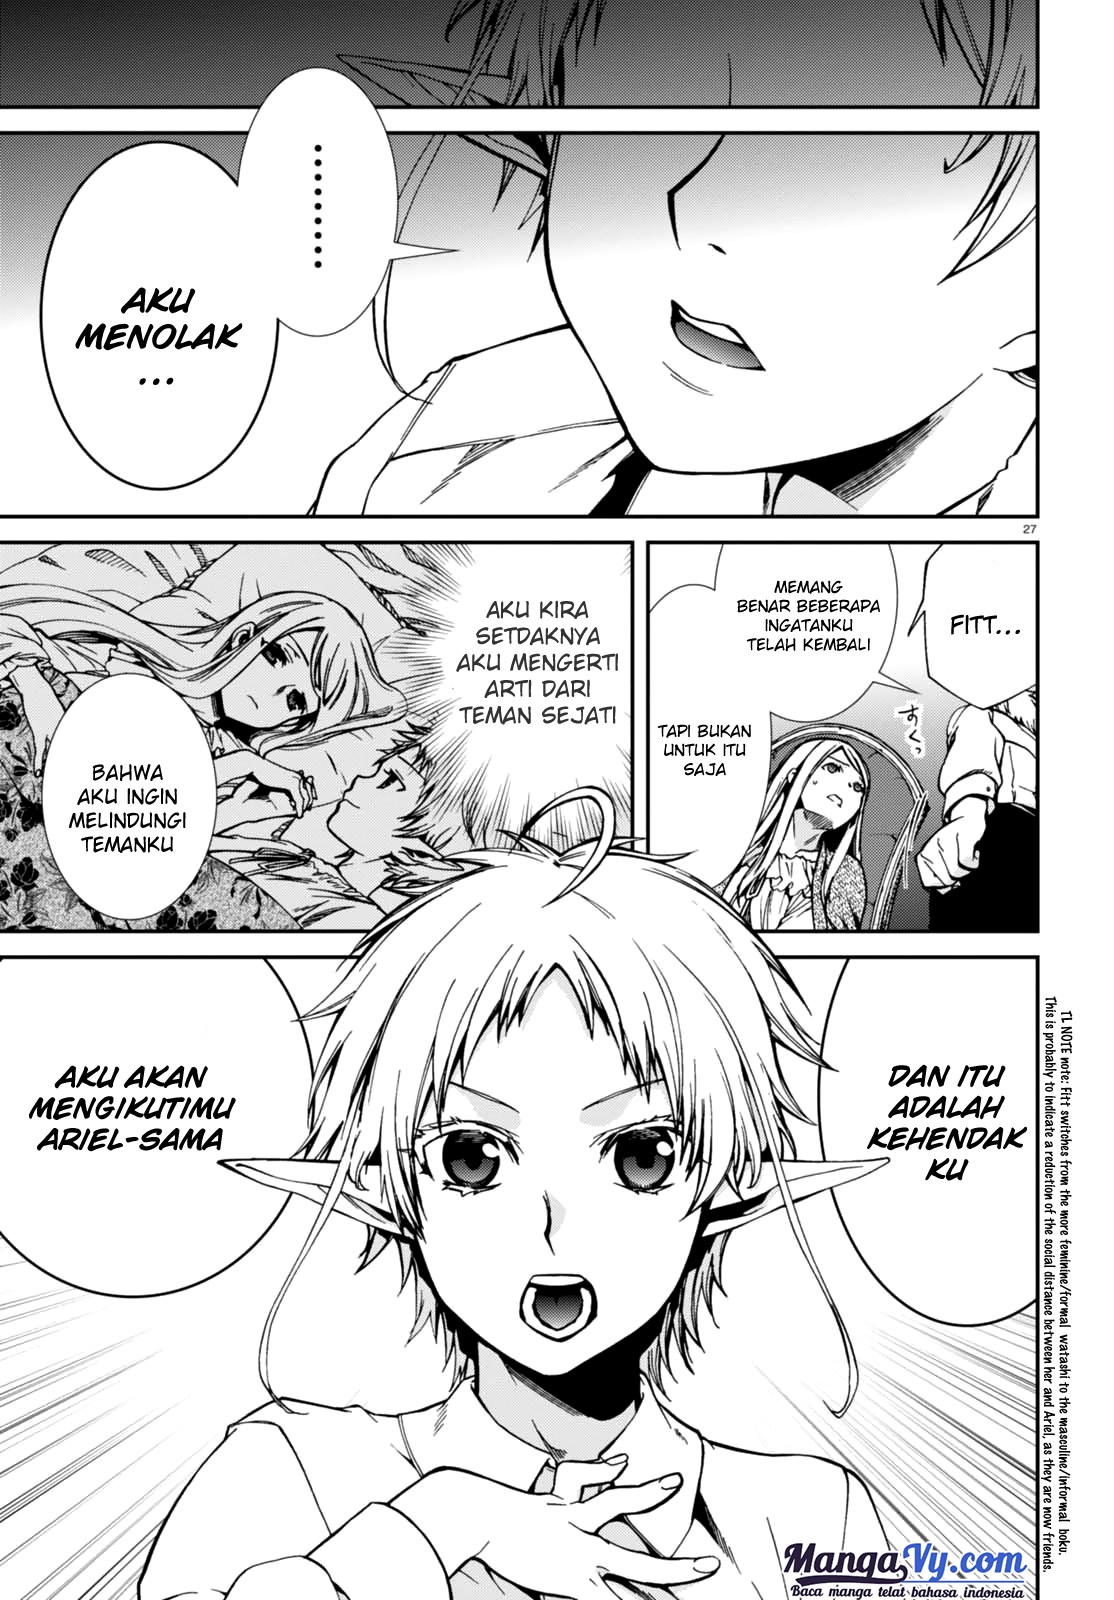 AKU
MENOLAK
...
27
FITT...
MEMANG
BENAR BEBERAPA
INGATANKU
TELAH KEMBALI
TAPI BUKAN
UNTUK ITU
SAJA
すくっ
AKU KIRA
SETDAKNYA
AKU MENGERTI
ARTI DARI
TEMAN SEJATI
BAHWA
AKU INGIN
MELINDUNGI
TEMANKU
DAN ITU
ADALAH
KEHENDAK
KU
AKU AKAN
MENGIKUTIMU
ARIEL-SAMA
TL NOTE note: Fitt switches from the more feminine/formal watashi to the masculine/informal boku.
This is probably to indicate a reduction of the social distance between her and Ariel, as they are now friends.
MangaVy.com
Baca manga telat bahasa indonesia